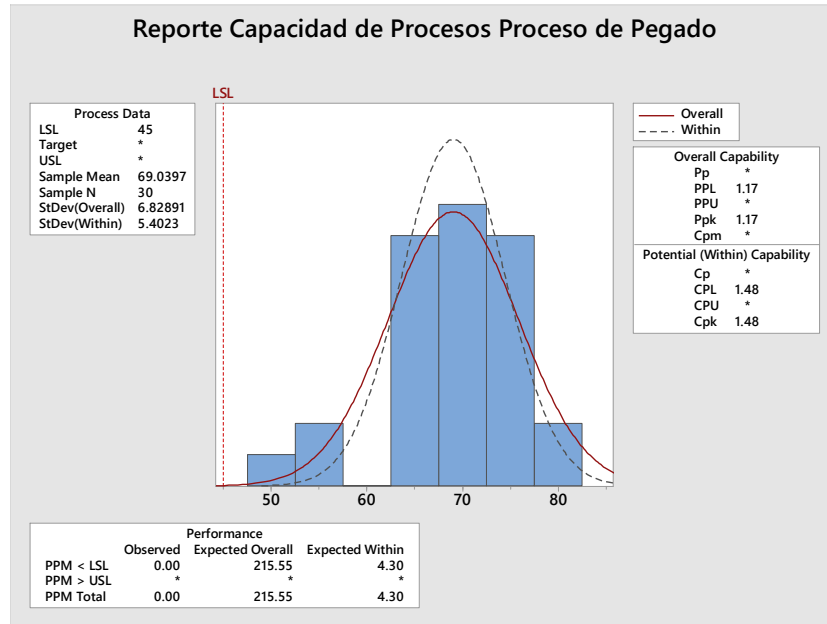 Reporte Capacidad de Procesos Proceso de Pegado
LSL
Process Data
LSL 45
Target *
USL *
Sample Mean 69.0397
Sample N 30
StDev(Overall) 6.82891
StDev(Within) 5.4023
Overall
Within
Overall Capability
Pp *
PPL 1.17
PPU *
Ppk 1.17
Cpm *
Potential (Within) Capability
Cp *
CPL 1.48
CPU *
Cpk 1.48
50 60 70 80
Performance
Observed Expected Overall Expected Within
PPM < LSL 0.00 215.55 4.30
PPM > USL * * *
PPM Total 0.00 215.55 4.30